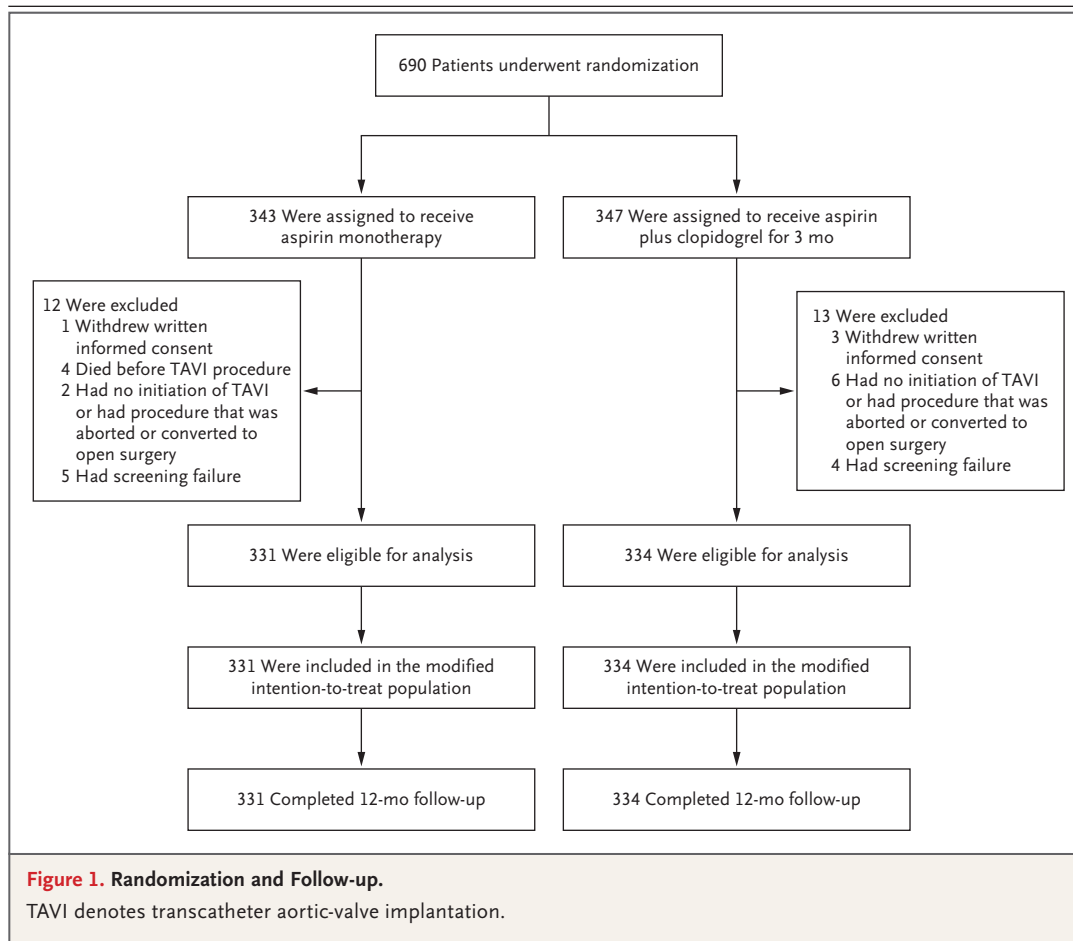 690 Patients underwent randomization
343 Were assigned to receive
aspirin monotherapy
347 Were assigned to receive aspirin
plus clopidogrel for 3 mo
12 Were excluded
1 Withdrew written
informed consent
4 Died before TAVI procedure
2 Had no initiation of TAVI
or had procedure that was
aborted or converted to
open surgery
5 Had screening failure
13 Were excluded
3 Withdrew written
informed consent
6 Had no initiation of TAVI
or had procedure that was
aborted or converted to
open surgery
4 Had screening failure
331 Were eligible for analysis
334 Were eligible for analysis
331 Were included in the modified
intention-to-treat population
334 Were included in the modified
intention-to-treat population
331 Completed 12-mo follow-up
334 Completed 12-mo follow-up
Figure 1. Randomization and Follow-up.
TAVI denotes transcatheter aortic-valve implantation.